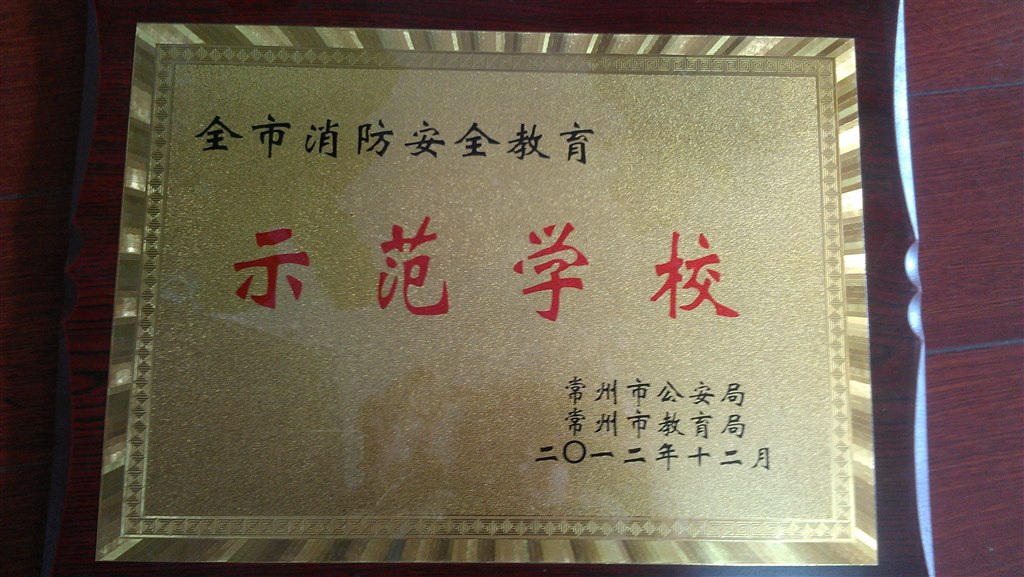 全市消防安全教育
示范学校
常州市公安局
常州市教育局
二〇一二年十二月